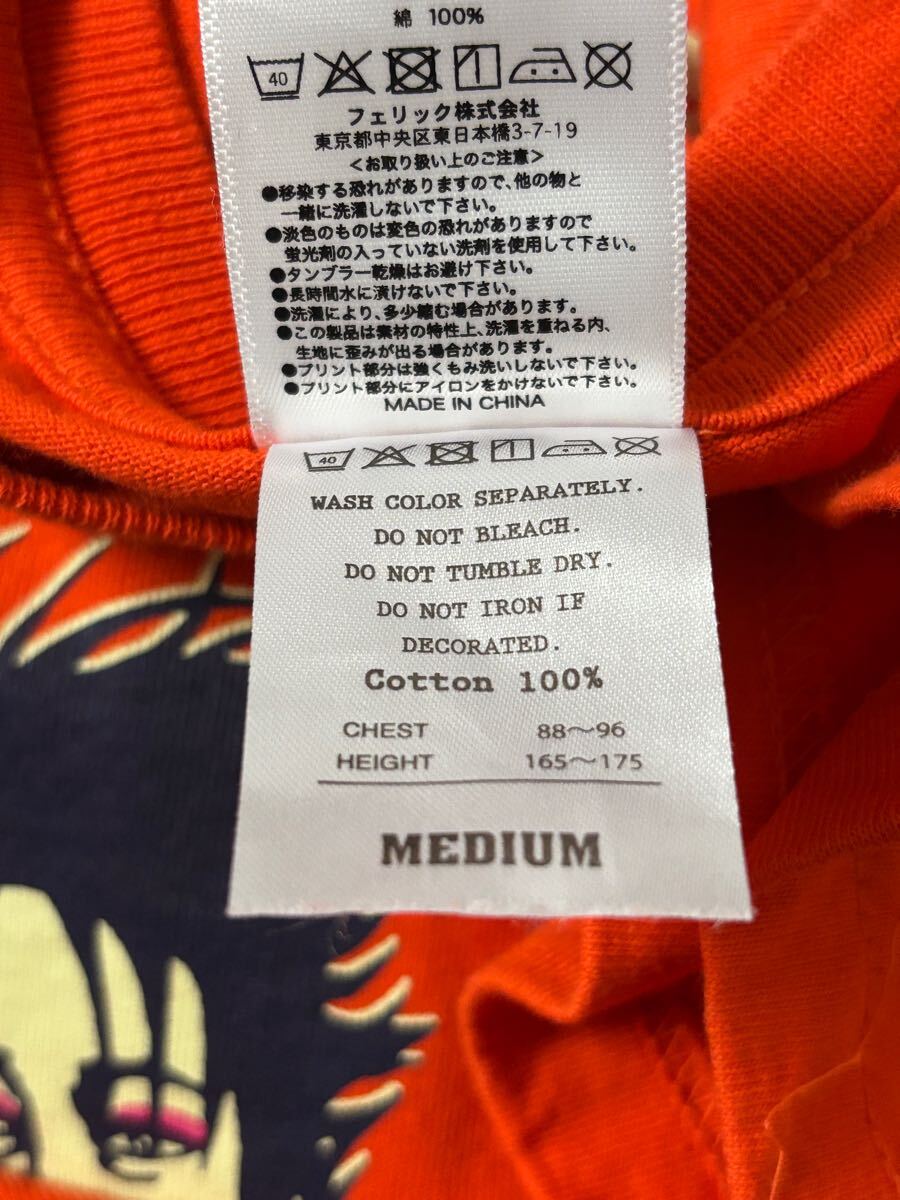 綿 100%
40
フェリック株式会社
東京都中央区東日本橋3-7-19
<お取り扱い上のご注意>
●移染する恐れがありますので、他の物と
一緒に洗濯しないで下さい。
●淡色のものは変色の恐れがありますので
蛍光剤の入っていない洗剤を使用して下さい。
●タンブラー乾燥はお避け下さい。
●長時間水に漬けないで下さい。
●洗濯により、多少縮む場合があります。
●この製品は素材の特性上、洗濯を重ねる内、
生地に歪みが出る場合があります。
●プリント部分は強くもみ洗いしないで下さい。
●プリント部分にアイロンをかけないで下さい。
MADE IN CHINA
40
WASH COLOR SEPARATELY.
DO NOT BLEACH.
DO NOT TUMBLE DRY.
DO NOT IRON IF
DECORATED.
Cotton 100%
CHEST 88〜96
HEIGHT 165〜175
MEDIUM